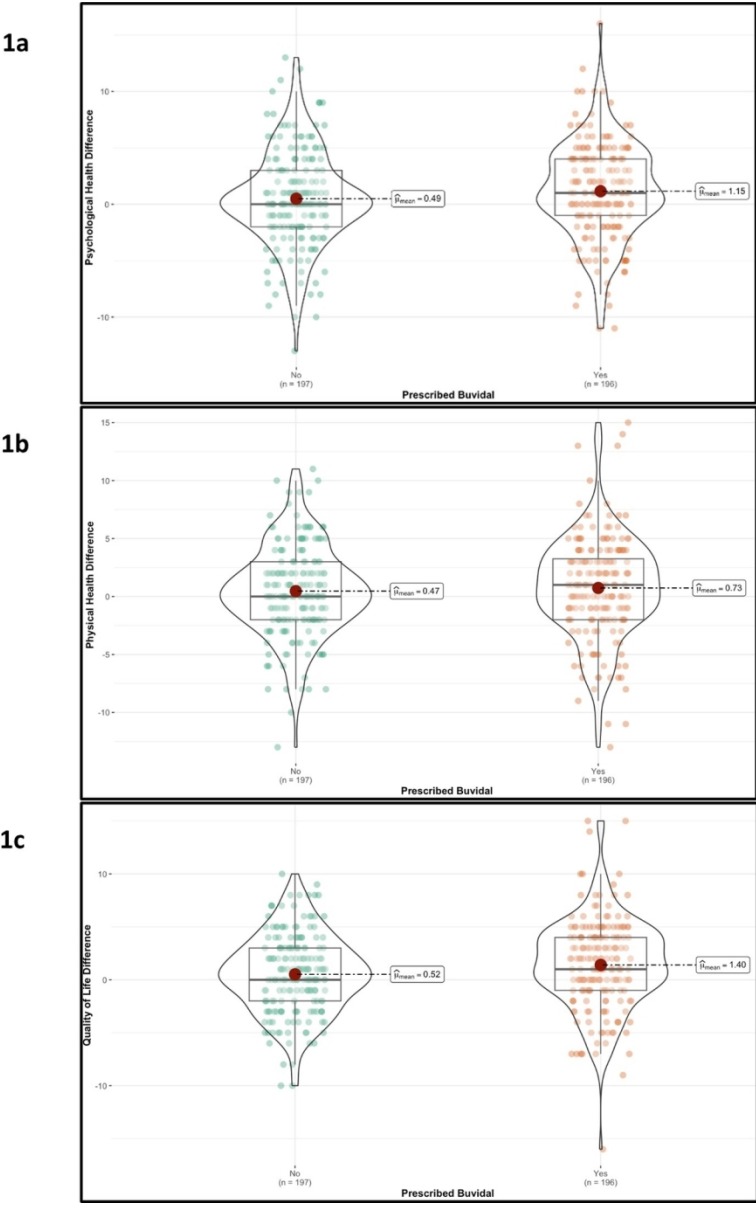 1a
Psychological Health Difference
10
0
-10
μ̂mean = 0.49
μ̂mean = 1.15
No
(n = 197)
Yes
(n = 196)
Prescribed Buvidal
1b
Physical Health Difference
15
10
5
0
-5
-10
μ̂mean = 0.47
μ̂mean = 0.73
No
(n = 197)
Yes
(n = 196)
Prescribed Buvidal
1c
Quality of Life Difference
10
0
-10
μ̂mean = 0.52
μ̂mean = 1.40
No
(n = 197)
Yes
(n = 196)
Prescribed Buvidal